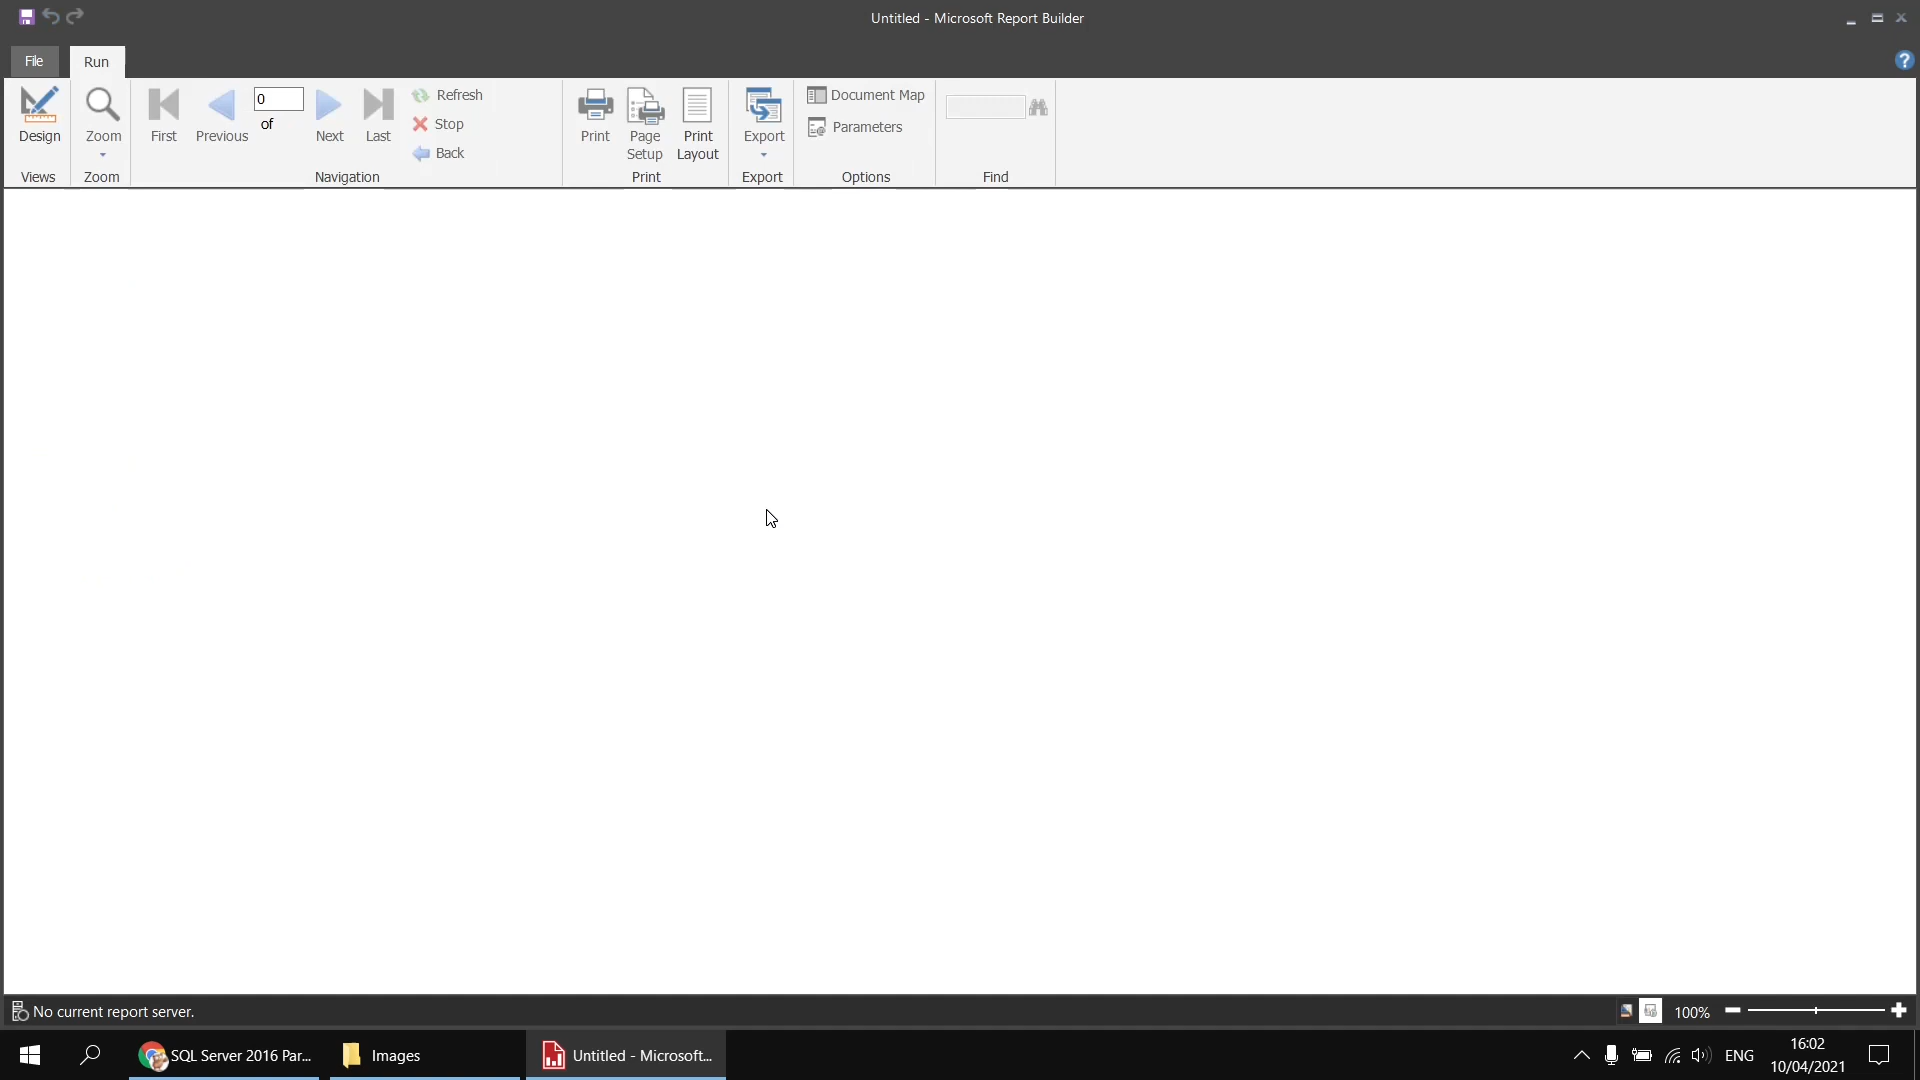 Untitled - Microsoft Report Builder
File
Run
Design
Zoom
First
Previous
0
of
Next
Last
Refresh
Stop
Back
Print
Page
Setup
Print
Layout
Export
Document Map
Parameters
Views
Zoom
Navigation
Print
Export
Options
Find
No current report server.
100%
SQL Server 2016 Par...
Images
Untitled - Microsoft...
ENG
16:02
10/04/2021